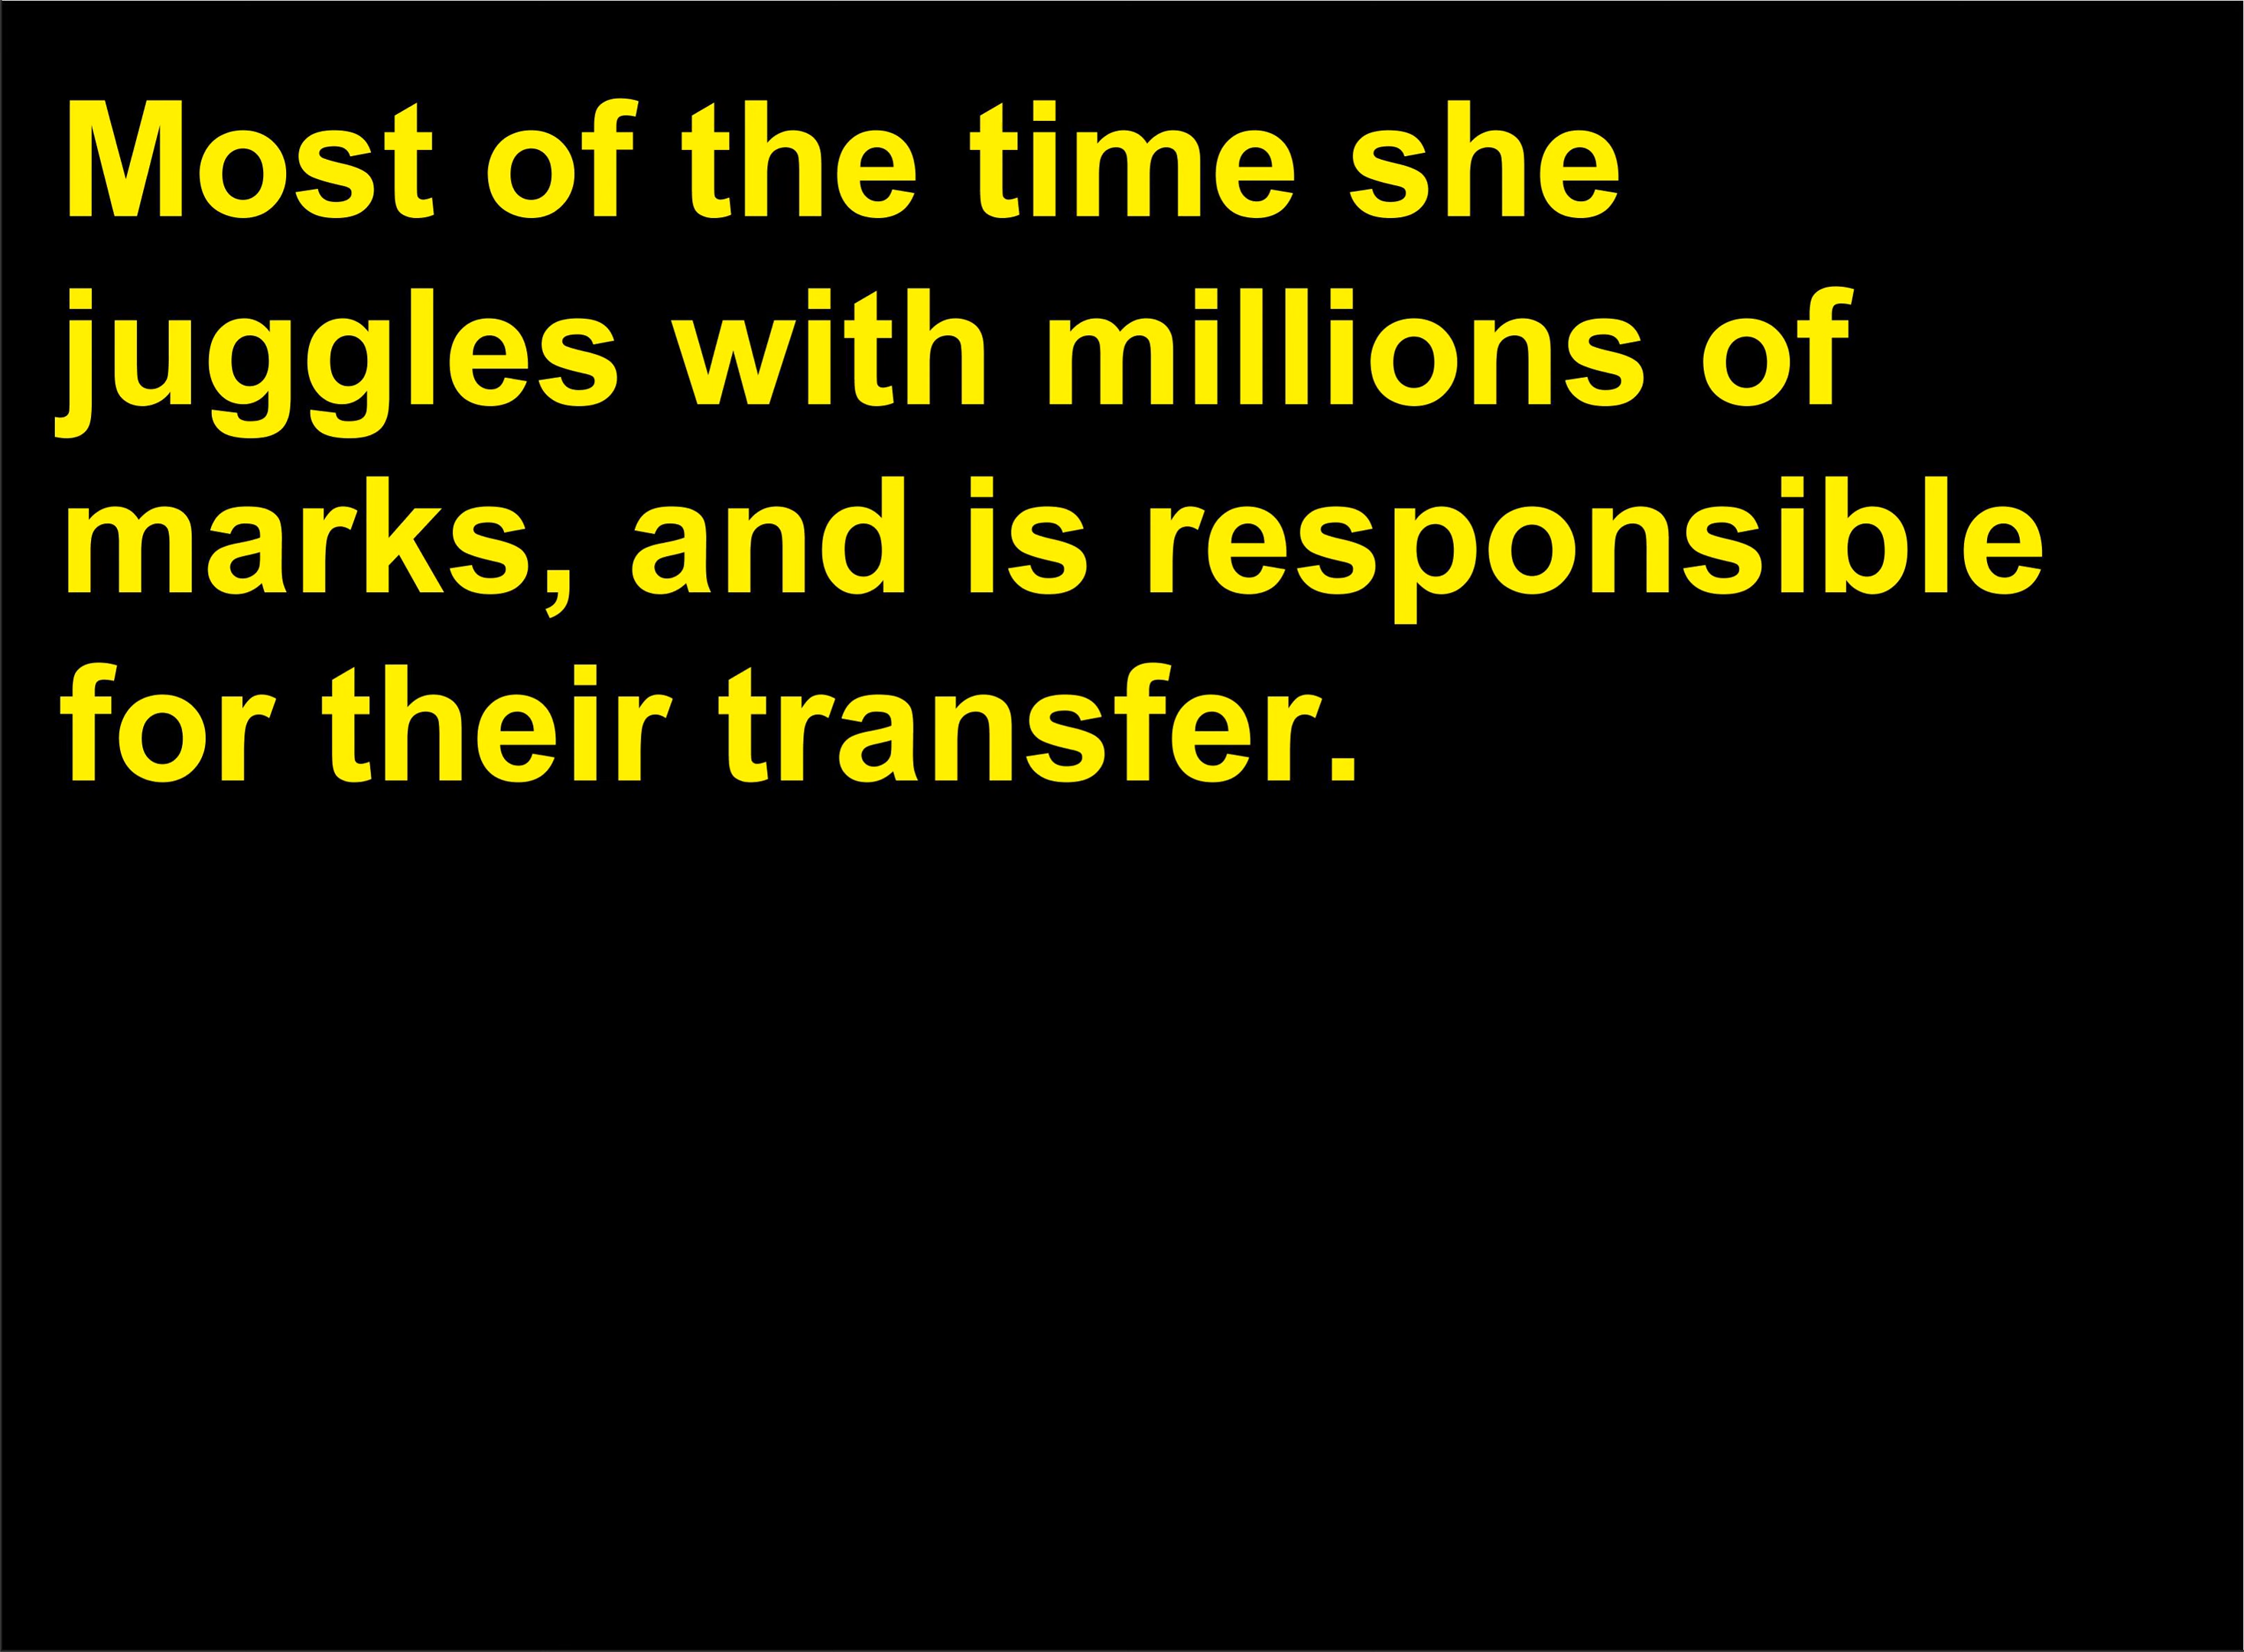 Most of the time she
juggles with millions of
marks, and is responsible
for their transfer.